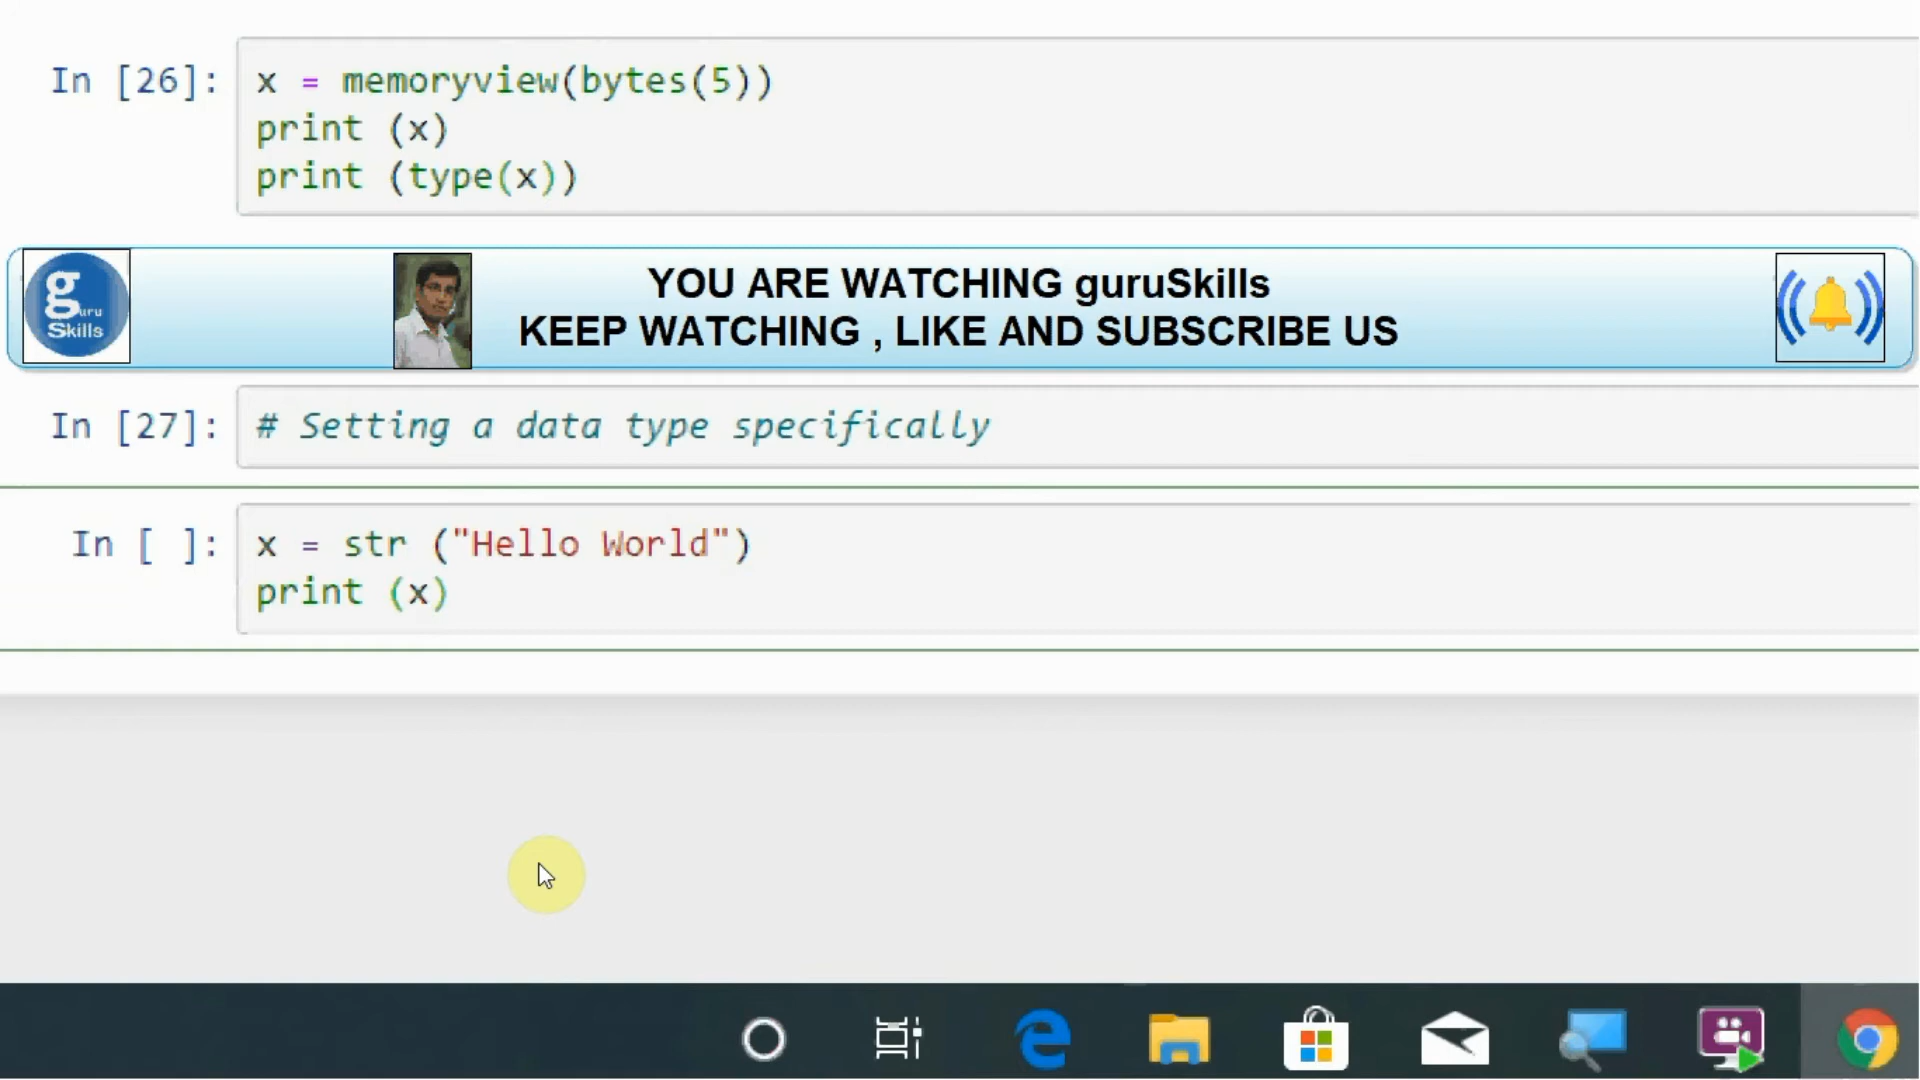 In [26]: x = memoryview(bytes(5))
print (x)
print (type(x))
guru
Skills
YOU ARE WATCHING guruSkills
KEEP WATCHING , LIKE AND SUBSCRIBE US
In [27]: # Setting a data type specifically
In [ ]: x = str ("Hello World")
print (x)